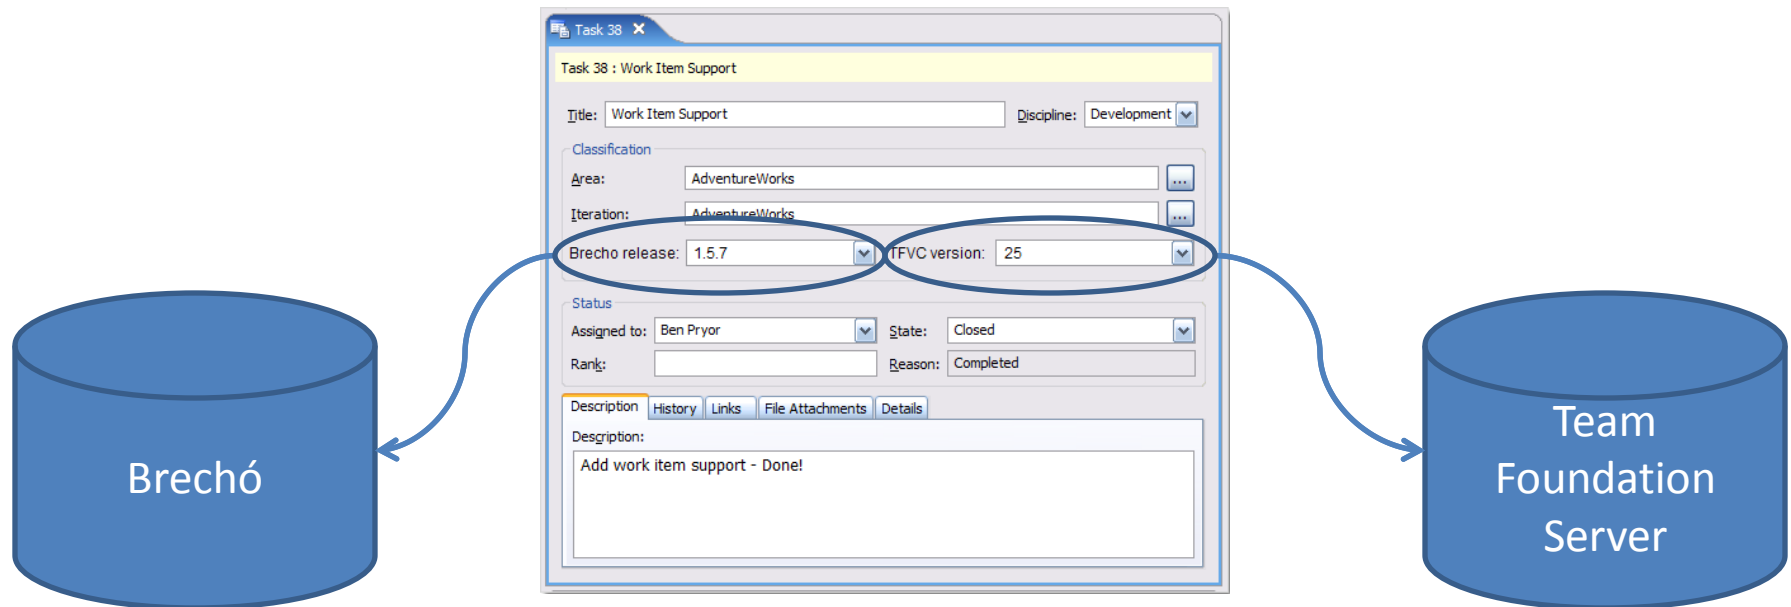 Task 38
Task 38 : Work Item Support
Title: Work Item Support Discipline: Development
Classification
Area: AdventureWorks ...
Iteration: AdventureWorks ...
Brecho release: 1.5.7 TFVC version: 25
Status
Assigned to: Ben Pryor State: Closed
Rank: Reason: Completed
Description History Links File Attachments Details
Description:
Add work item support - Done!
Brechó
Team
Foundation
Server